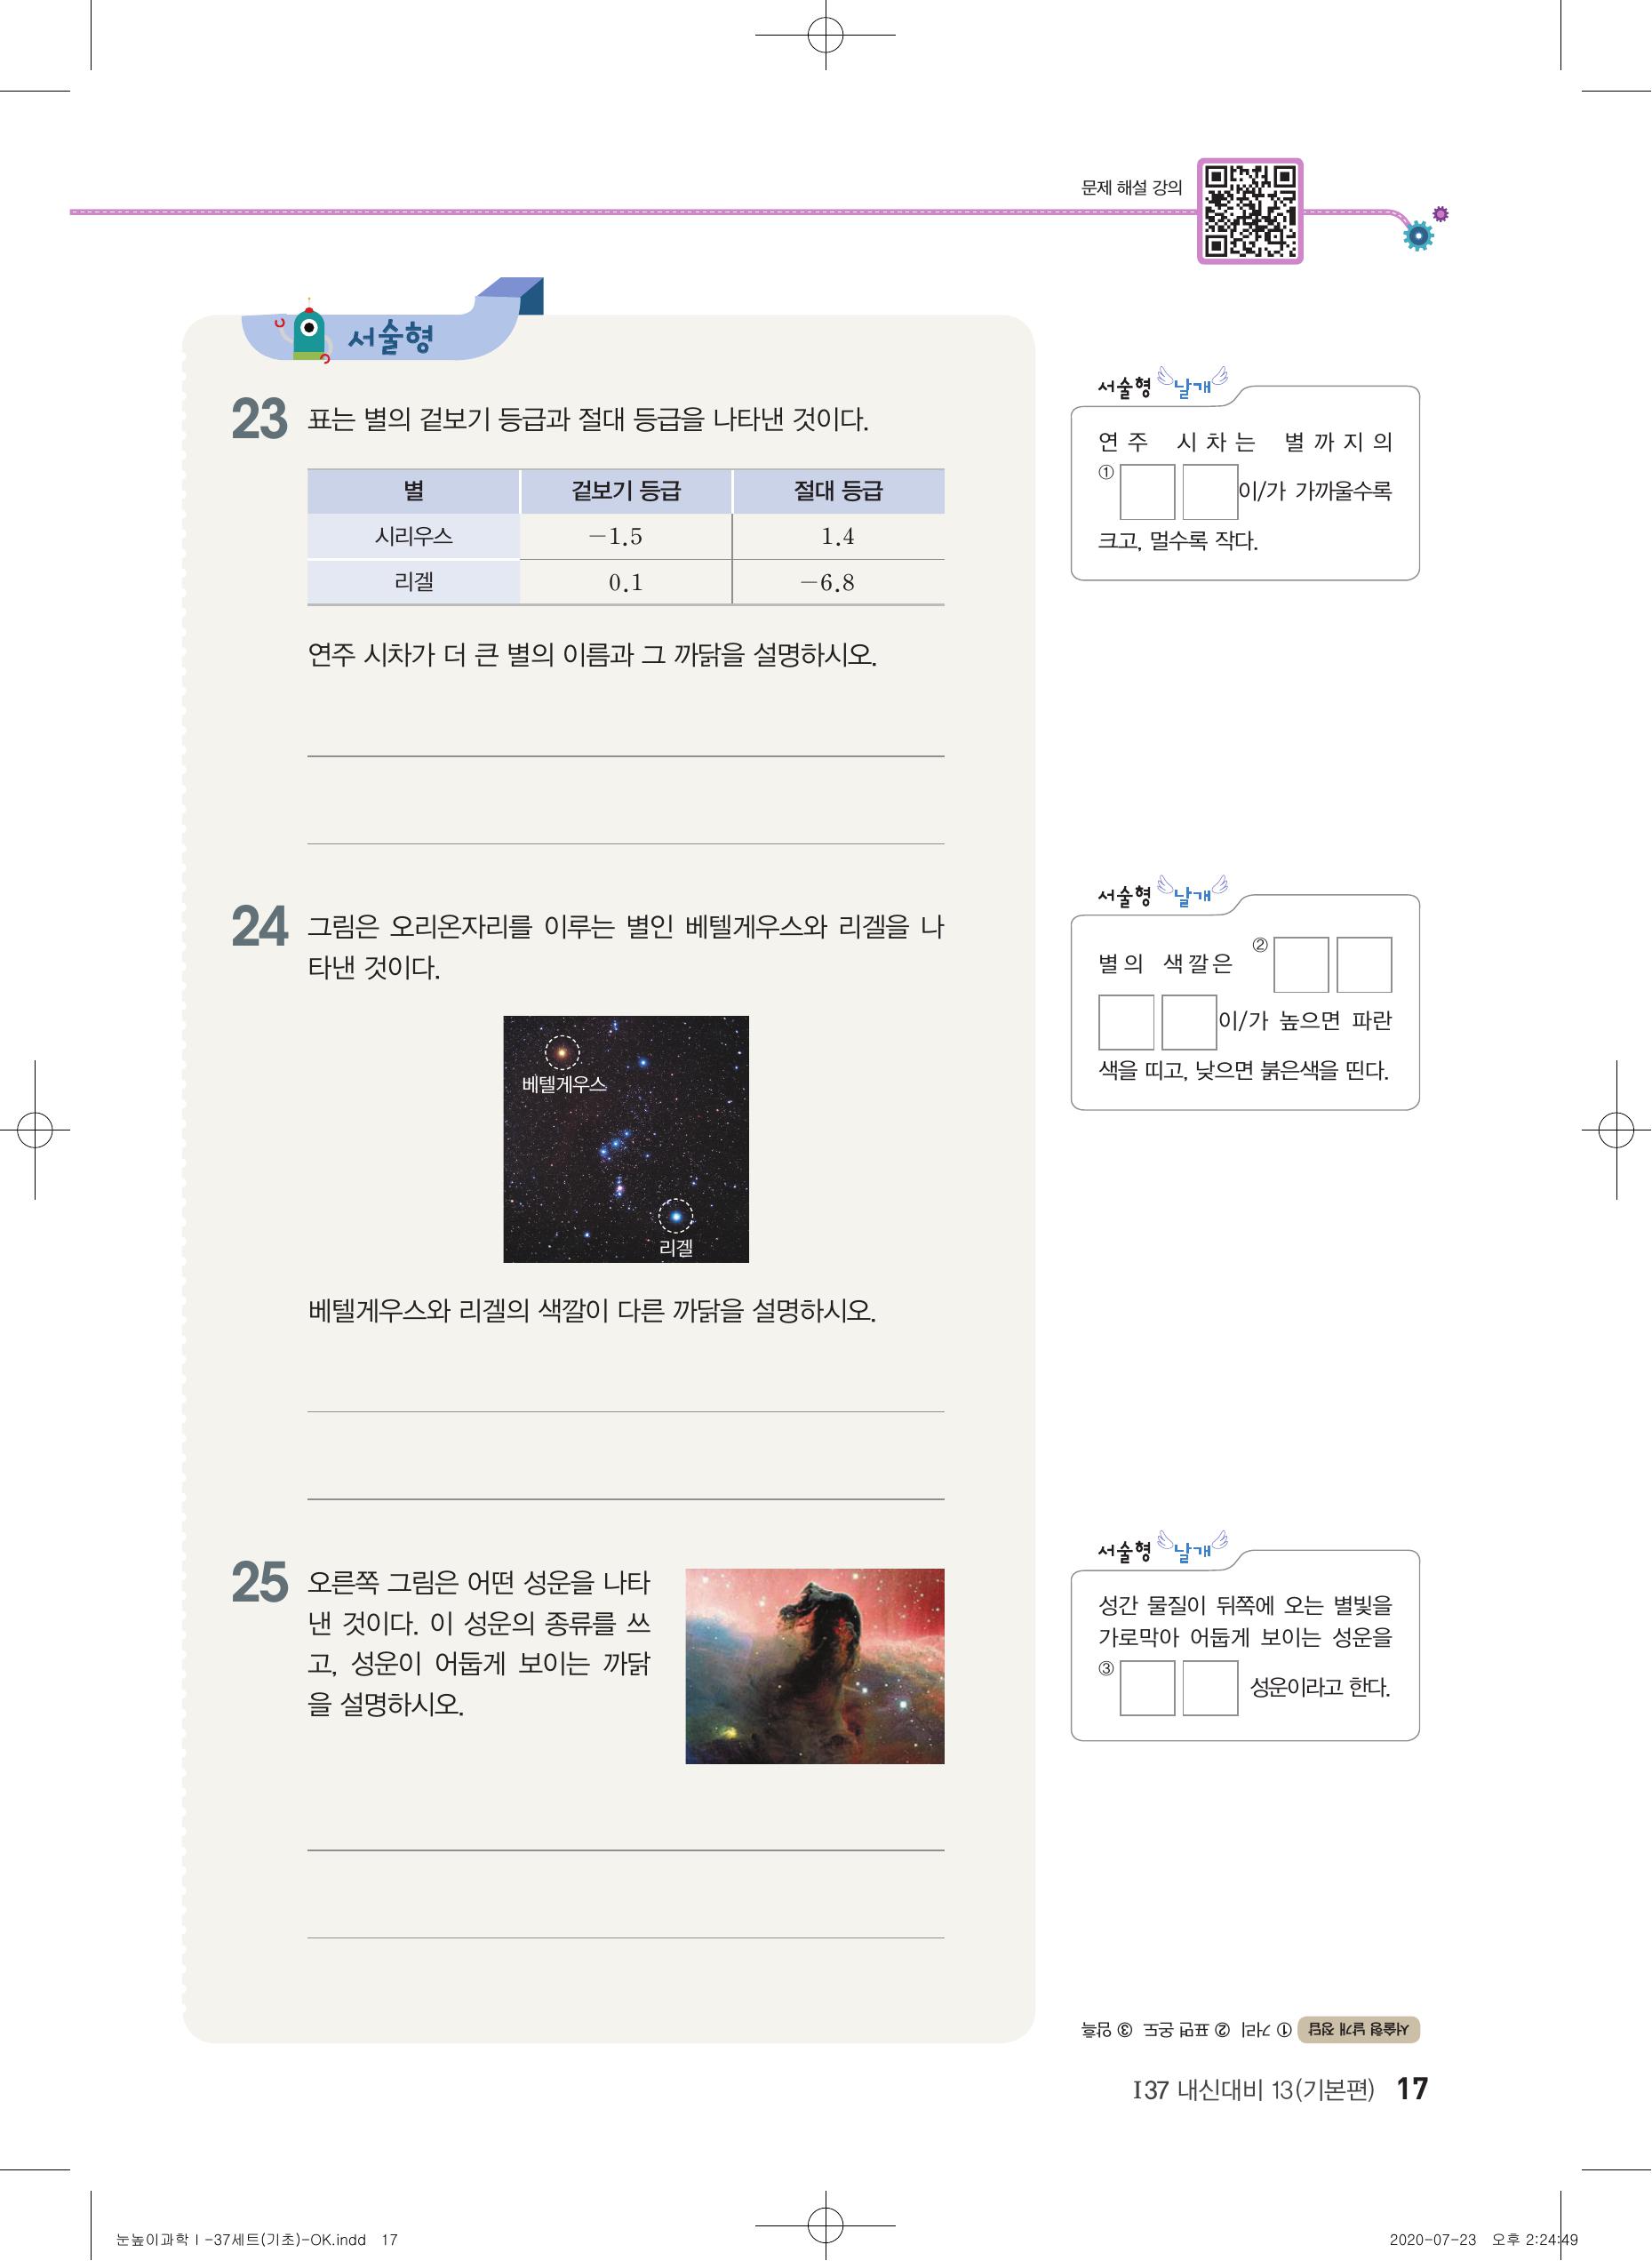 문제 해설 강의
서술형
23 표는 별의 겉보기 등급과 절대 등급을 나타낸 것이다.
별 겉보기 등급 절대 등급
시리우스 -1.5 1.4
리겔 0.1 -6.8
연주 시차가 더 큰 별의 이름과 그 까닭을 설명하시오.
서술형 날개
연주 시차는 별까지의
① 이/가 가까울수록
크고, 멀수록 작다.
24 그림은 오리온자리를 이루는 별인 베텔게우스와 리겔을 나
타낸 것이다.
베텔게우스
리겔
베텔게우스와 리겔의 색깔이 다른 까닭을 설명하시오.
서술형 날개
별의 색깔은 ②
이/가 높으면 파란
색을 띠고, 낮으면 붉은색을 띤다.
25 오른쪽 그림은 어떤 성운을 나타
낸 것이다. 이 성운의 종류를 쓰
고, 성운이 어둡게 보이는 까닭
을 설명하시오.
서술형 날개
성간 물질이 뒤쪽에 오는 별빛을
가로막아 어둡게 보이는 성운을
③ 성운이라고 한다.
서술형 날개 정답 ① 거리 ② 표면 온도 ③ 암흑
I37 내신대비 13(기본편) 17
눈높이과학 I -37세트(기초)-OK.indd 17
2020-07-23 오후 2:24:49